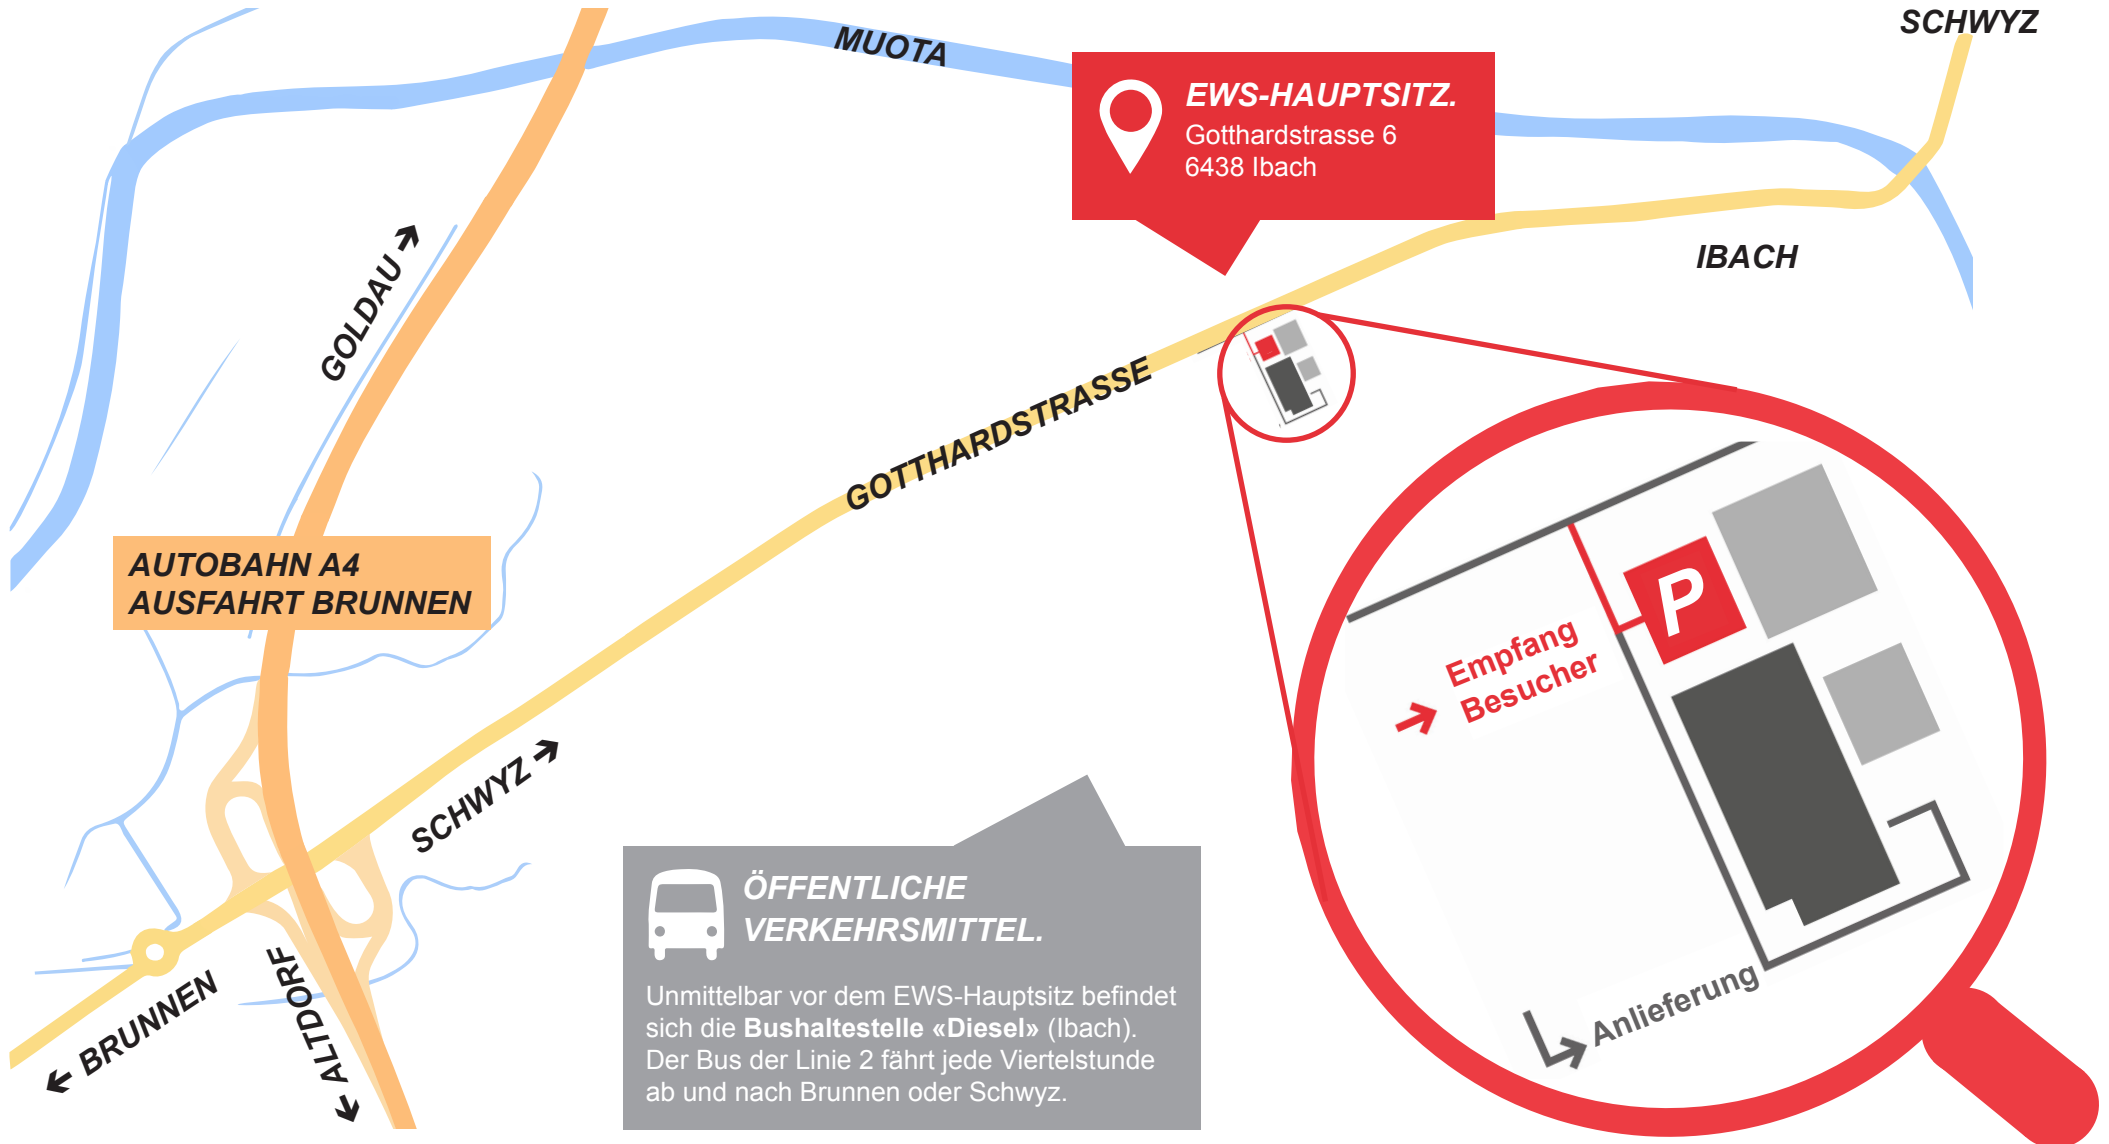 SCHWYZ
MUOTA
EWS-HAUPTSITZ.
Gotthardstrasse 6
6438 Ibach
GOLDAU
IBACH
GOTTHARDSTRASSE
AUTOBAHN A4
AUSFAHRT BRUNNEN
P
Empfang
Besucher
SCHWYZ
ÖFFENTLICHE
VERKEHRSMITTEL.
Unmittelbar vor dem EWS-Hauptsitz befindet
sich die Bushaltestelle «Diesel» (Ibach).
Der Bus der Linie 2 fährt jede Viertelstunde
ab und nach Brunnen oder Schwyz.
BRUNNEN
ALTDORF
Anlieferung